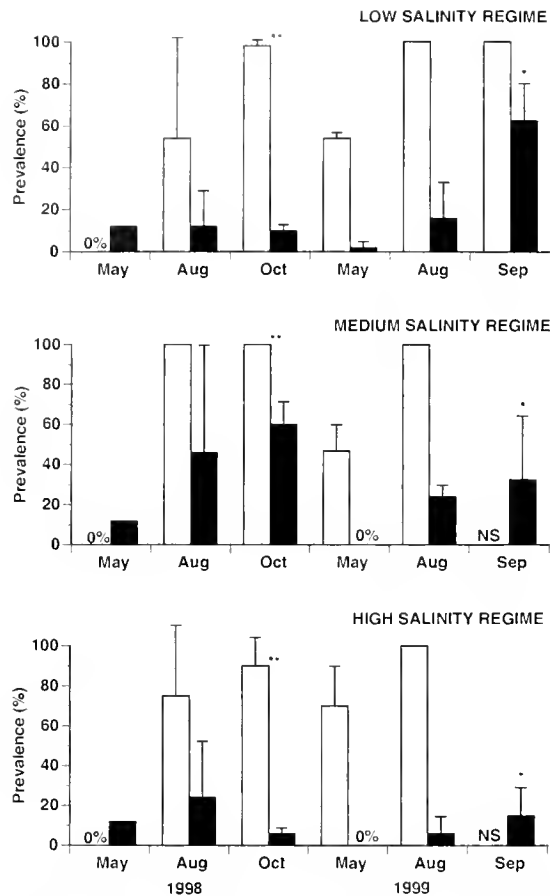 LOW SALINITY REGIME
100
80
60
40
20
0
Prevalence (%)
0%
**
*
May Aug Oct May Aug Sep
MEDIUM SALINITY REGIME
100
80
60
40
20
0
Prevalence (%)
0%
**
0%
NS
*
May Aug Oct May Aug Sep
HIGH SALINITY REGIME
100
80
60
40
20
0
Prevalence (%)
0%
**
0%
NS
*
May Aug Oct May Aug Sep
1998 1999